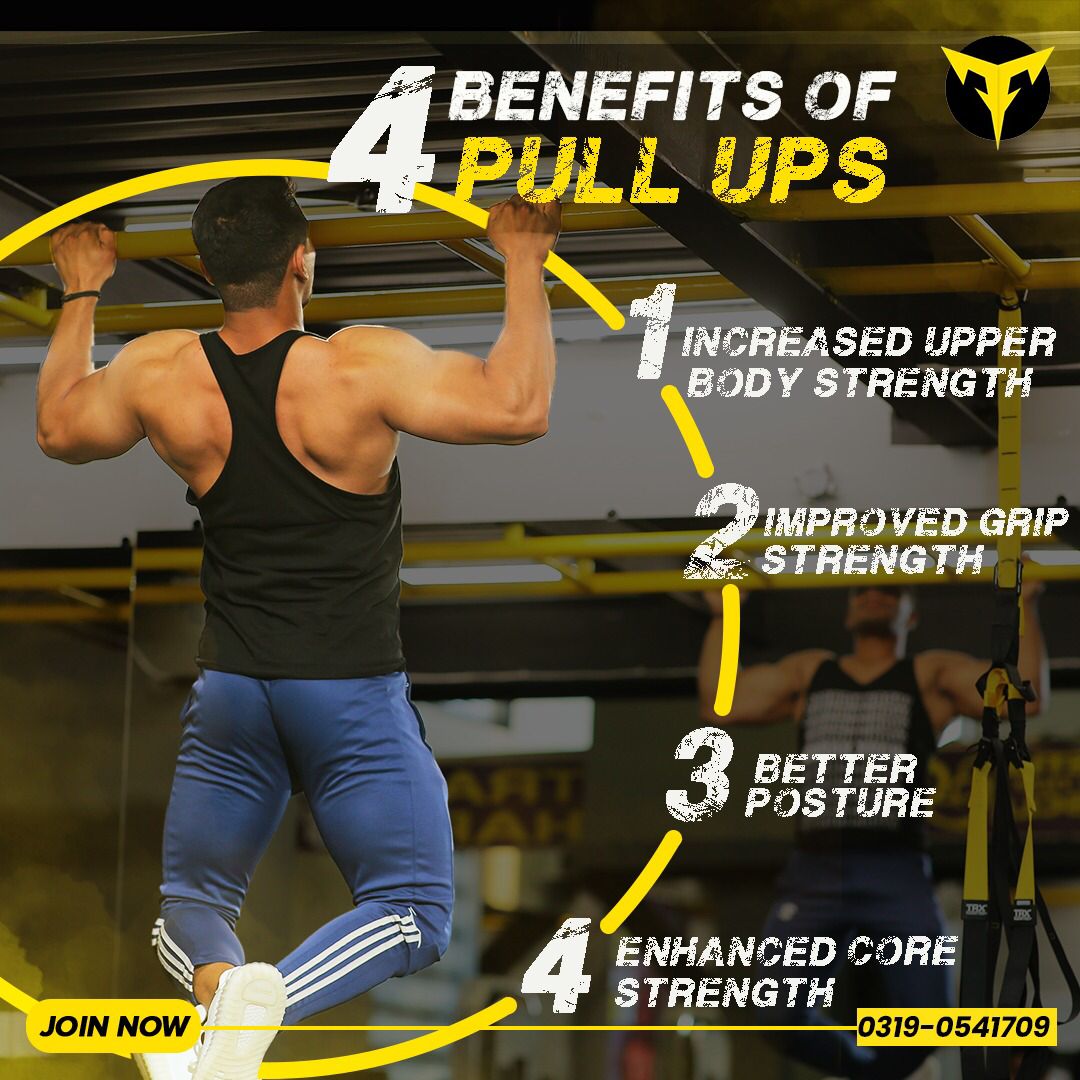 4 BENEFITS OF
PULL UPS
1 INCREASED UPPER
BODY STRENGTH
2 IMPROVED GRIP
STRENGTH
3 BETTER
POSTURE
4 ENHANCED CORE
STRENGTH
TRX
TRX
JOIN NOW
0319-0541709